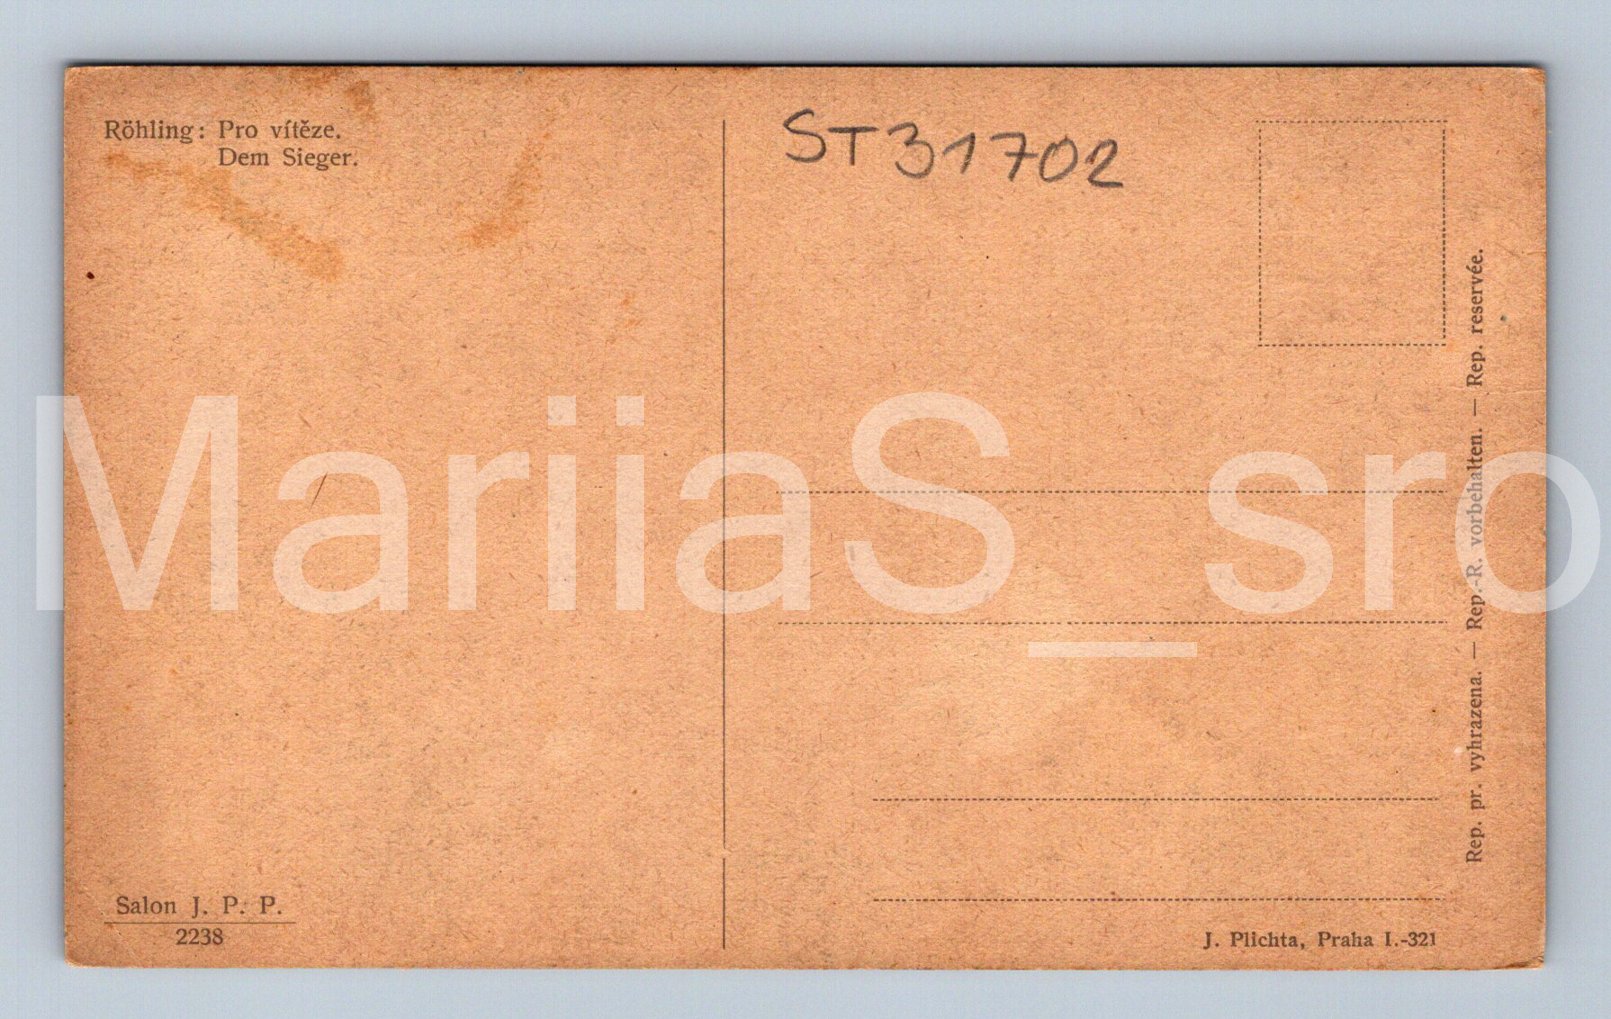 Röhling: Pro vítěze.
Dem Sieger.
ST31702
Rep. pr. vyhrazena. — Rep.-R. vorbehalten. — Rep. reservée.
MariiaS_sro
Salon J. P. P.
2238
J. Plichta, Praha I.-321